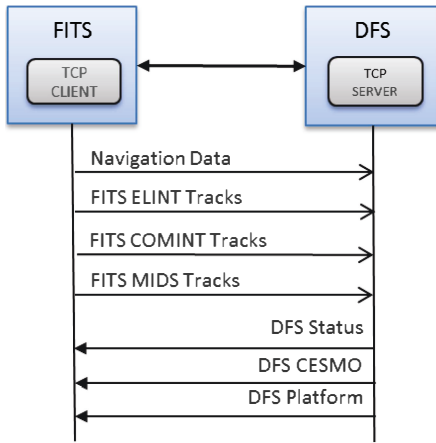 FITS
TCP
CLIENT
DFS
TCP
SERVER
Navigation Data
FITS ELINT Tracks
FITS COMINT Tracks
FITS MIDS Tracks
DFS Status
DFS CESMO
DFS Platform